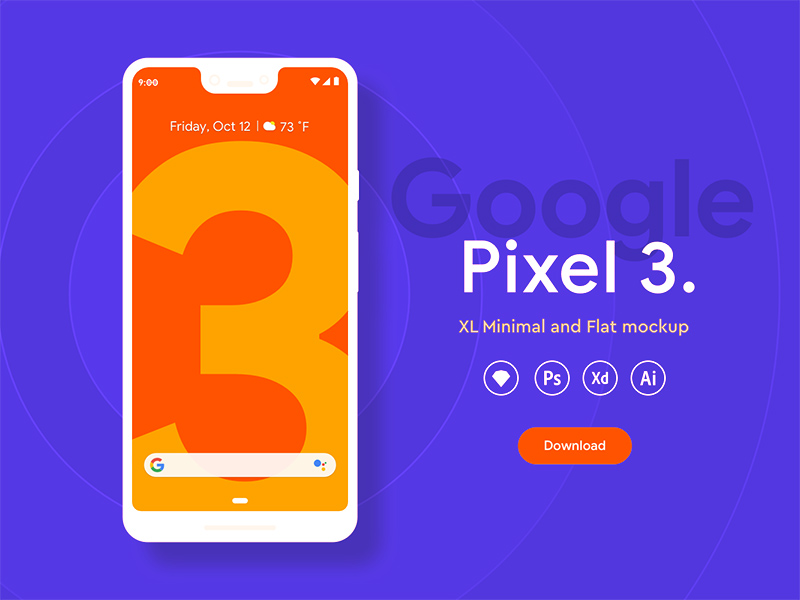 9:00
Friday, Oct 12 | 73 °F
3
G
Google
Pixel 3.
XL Minimal and Flat mockup
Ps Xd Ai
Download